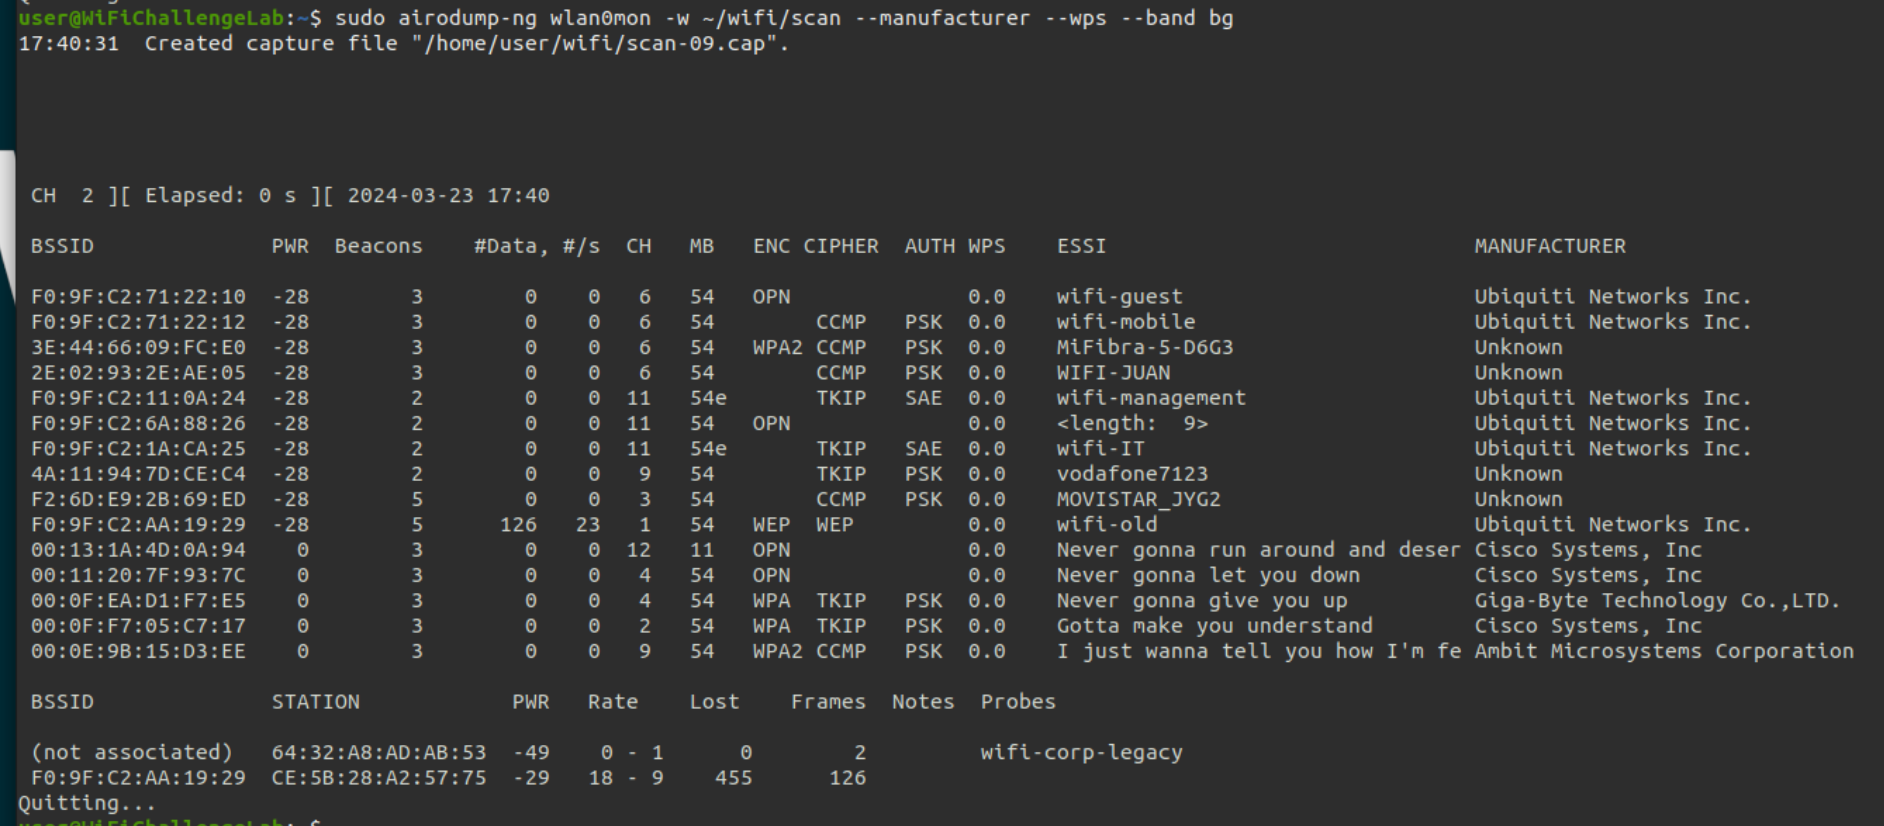 user@WiFiChallengeLab:~$ sudo airodump-ng wlan0mon -w ~/wifi/scan --manufacturer --wps --band bg
17:40:31  Created capture file "/home/user/wifi/scan-09.cap".
CH  2 ][ Elapsed: 0 s ][ 2024-03-23 17:40
BSSID              PWR  Beacons    #Data, #/s  CH   MB   ENC CIPHER  AUTH WPS    ESSI                             MANUFACTURER
F0:9F:C2:71:22:10  -28        3        0    0   6   54   OPN              0.0    wifi-guest                       Ubiquiti Networks Inc.
F0:9F:C2:71:22:12  -28        3        0    0   6   54        CCMP   PSK  0.0    wifi-mobile                      Ubiquiti Networks Inc.
3E:44:66:09:FC:E0  -28        3        0    0   6   54   WPA2 CCMP   PSK  0.0    MiFibra-5-D6G3                   Unknown
2E:02:93:2E:AE:05  -28        3        0    0   6   54        CCMP   PSK  0.0    WIFI-JUAN                        Unknown
F0:9F:C2:11:0A:24  -28        2        0    0  11   54e       TKIP   SAE  0.0    wifi-management                  Ubiquiti Networks Inc.
F0:9F:C2:6A:88:26  -28        2        0    0  11   54   OPN              0.0    <length:  9>                     Ubiquiti Networks Inc.
F0:9F:C2:1A:CA:25  -28        2        0    0  11   54e       TKIP   SAE  0.0    wifi-IT                          Ubiquiti Networks Inc.
4A:11:94:7D:CE:C4  -28        2        0    0   9   54        TKIP   PSK  0.0    vodafone7123                     Unknown
F2:6D:E9:2B:69:ED  -28        5        0    0   3   54        CCMP   PSK  0.0    MOVISTAR_JYG2                    Unknown
F0:9F:C2:AA:19:29  -28        5      126   23   1   54   WEP  WEP         0.0    wifi-old                         Ubiquiti Networks Inc.
00:13:1A:4D:0A:94    0        3        0    0  12   11   OPN              0.0    Never gonna run around and deser Cisco Systems, Inc
00:11:20:7F:93:7C    0        3        0    0   4   54   OPN              0.0    Never gonna let you down         Cisco Systems, Inc
00:0F:EA:D1:F7:E5    0        3        0    0   4   54   WPA  TKIP   PSK  0.0    Never gonna give you up          Giga-Byte Technology Co.,LTD.
00:0F:F7:05:C7:17    0        3        0    0   2   54   WPA  TKIP   PSK  0.0    Gotta make you understand        Cisco Systems, Inc
00:0E:9B:15:D3:EE    0        3        0    0   9   54   WPA2 CCMP   PSK  0.0    I just wanna tell you how I'm fe Ambit Microsystems Corporation
BSSID              STATION            PWR   Rate    Lost    Frames  Notes  Probes
(not associated)   64:32:A8:AD:AB:53  -49    0 - 1      0        2         wifi-corp-legacy
F0:9F:C2:AA:19:29  CE:5B:28:A2:57:75  -29   18 - 9    455      126
Quitting...
user@WiFiChallengeLab:~$